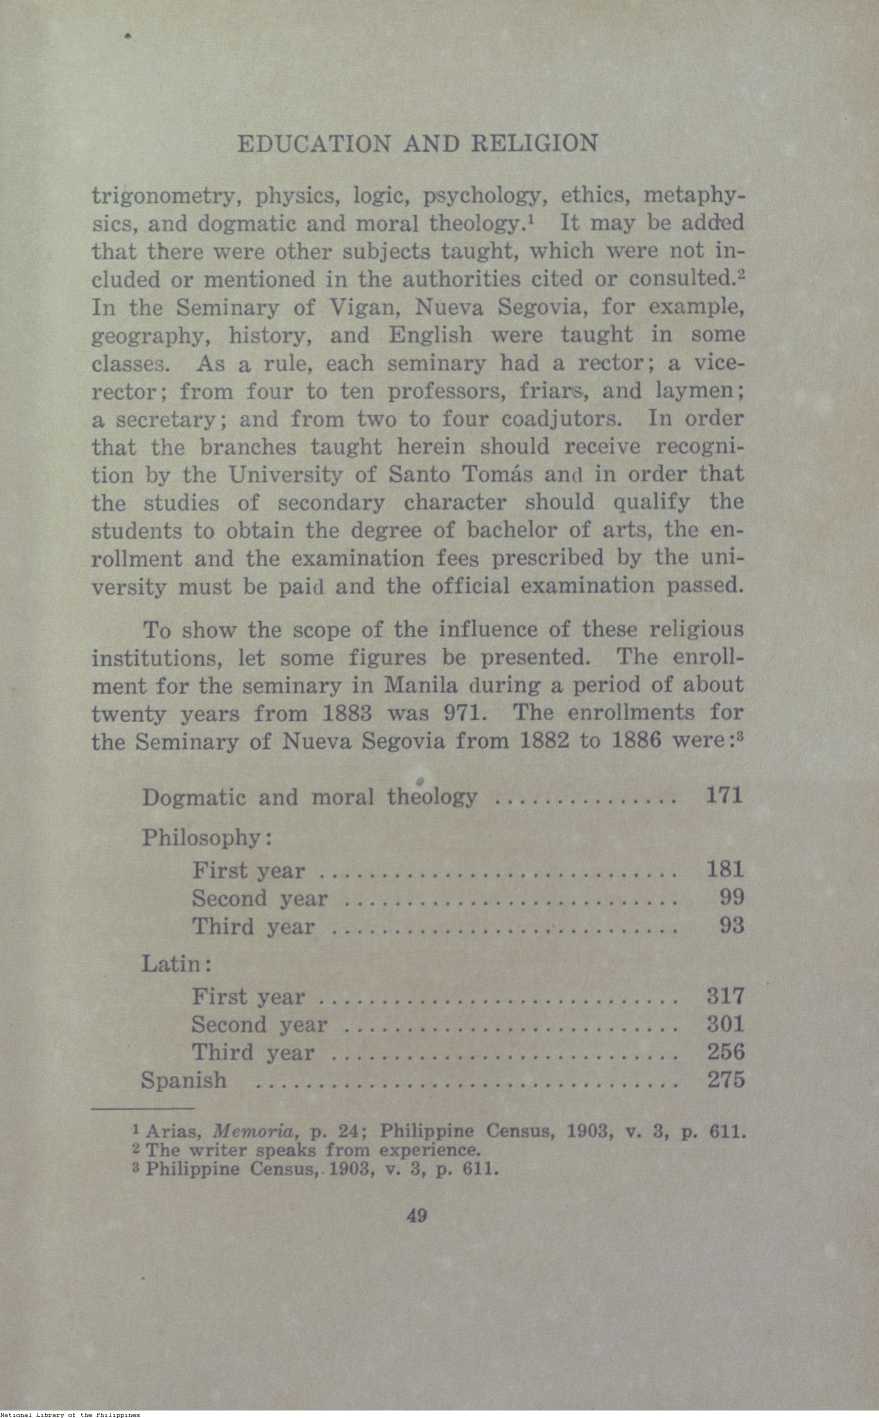 EDUCATION AND RELIGION
trigonometry, physics, logic, psychology, ethics, metaphy-
sics, and dogmatic and moral theology.¹ It may be added
that there were other subjects taught, which were not in-
cluded or mentioned in the authorities cited or consulted.²
In the Seminary of Vigan, Nueva Segovia, for example,
geography, history, and English were taught in some
classes. As a rule, each seminary had a rector; a vice-
rector; from four to ten professors, friars, and laymen;
a secretary; and from two to four coadjutors. In order
that the branches taught herein should receive recogni-
tion by the University of Santo Tomás and in order that
the studies of secondary character should qualify the
students to obtain the degree of bachelor of arts, the en-
rollment and the examination fees prescribed by the uni-
versity must be paid and the official examination passed.
To show the scope of the influence of these religious
institutions, let some figures be presented. The enroll-
ment for the seminary in Manila during a period of about
twenty years from 1883 was 971. The enrollments for
the Seminary of Nueva Segovia from 1882 to 1886 were:³
Dogmatic and moral theology ............... 171
Philosophy:
First year ............................. 181
Second year ........................... 99
Third year ............................ 93
Latin:
First year ............................. 317
Second year ........................... 301
Third year ............................ 256
Spanish .................................. 275
¹ Arias, Memoria, p. 24; Philippine Census, 1903, v. 3, p. 611.
² The writer speaks from experience.
³ Philippine Census, 1903, v. 3, p. 611.
49
National Library of the Philippines